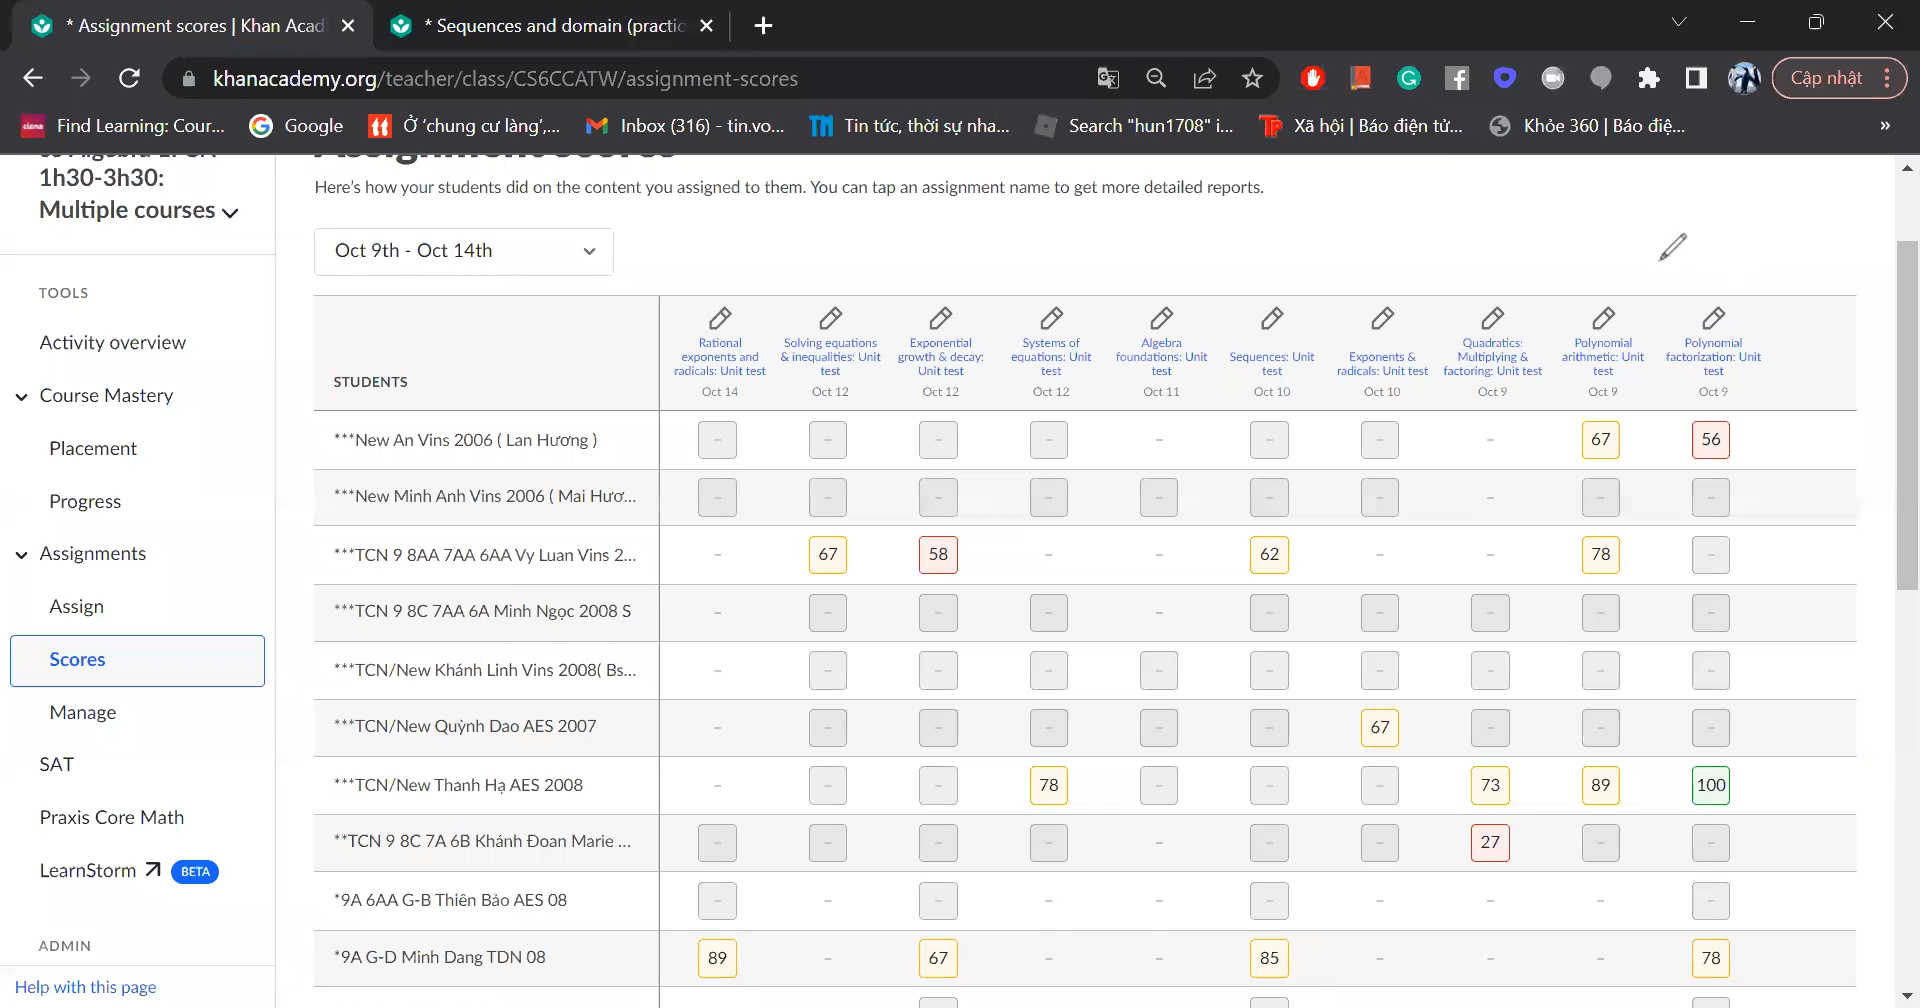 * Assignment scores | Khan Acad
* Sequences and domain (practic
khanacademy.org/teacher/class/CS6CCATW/assignment-scores
Cập nhật
Find Learning: Cour...
Google
Ở ‘chung cư làng’,...
Inbox (316) - tin.vo...
Tin tức, thời sự nha...
Search "hun1708" i...
Xã hội | Báo điện tử...
Khỏe 360 | Báo điệ...
»
1h30-3h30:
Multiple courses
TOOLS
Activity overview
Course Mastery
Placement
Progress
Assignments
Assign
Scores
Manage
SAT
Praxis Core Math
LearnStorm BETA
ADMIN
Help with this page
Assignment scores
Here’s how your students did on the content you assigned to them. You can tap an assignment name to get more detailed reports.
Oct 9th - Oct 14th
STUDENTS
Rational
exponents and
radicals: Unit test
Oct 14
Solving equations
& inequalities: Unit
test
Oct 12
Exponential
growth & decay:
Unit test
Oct 12
Systems of
equations: Unit
test
Oct 12
Algebra
foundations: Unit
test
Oct 11
Sequences: Unit
test
Oct 10
Exponents &
radicals: Unit test
Oct 10
Quadratics:
Multiplying &
factoring: Unit test
Oct 9
Polynomial
arithmetic: Unit
test
Oct 9
Polynomial
factorization: Unit
test
Oct 9
***New An Vins 2006 ( Lan Hương ) – – – – – – – – 67 56
***New Minh Anh Vins 2006 ( Mai Hươ... – – – – – – – – – –
***TCN 9 8AA 7AA 6AA Vy Luan Vins 2... – 67 58 – – 62 – – 78 –
***TCN 9 8C 7AA 6A Minh Ngọc 2008 S – – – – – – – – – –
***TCN/New Khánh Linh Vins 2008( Bs... – – – – – – – – – –
***TCN/New Quỳnh Dao AES 2007 – – – – – – 67 – – –
***TCN/New Thanh Hạ AES 2008 – – – 78 – – – 73 89 100
**TCN 9 8C 7A 6B Khánh Đoan Marie ... – – – – – – – 27 – –
*9A 6AA G-B Thiên Bảo AES 08 – – – – – – – – – –
*9A G-D Minh Dang TDN 08 89 – 67 – – 85 – – – 78